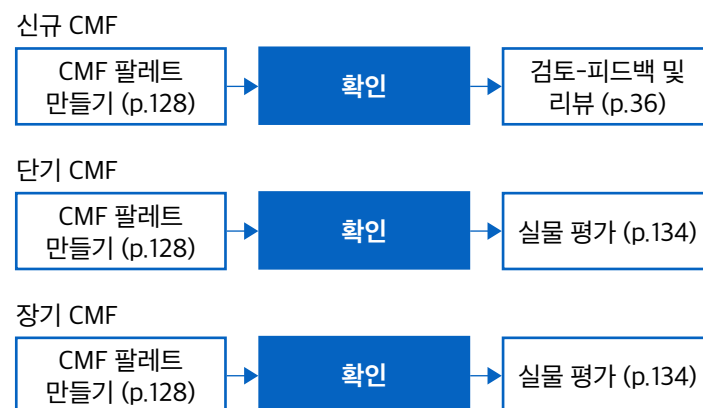 신규 CMF
CMF 팔레트
만들기 (p.128)
확인
검토-피드백 및
리뷰 (p.36)
단기 CMF
CMF 팔레트
만들기 (p.128)
확인
실물 평가 (p.134)
장기 CMF
CMF 팔레트
만들기 (p.128)
확인
실물 평가 (p.134)